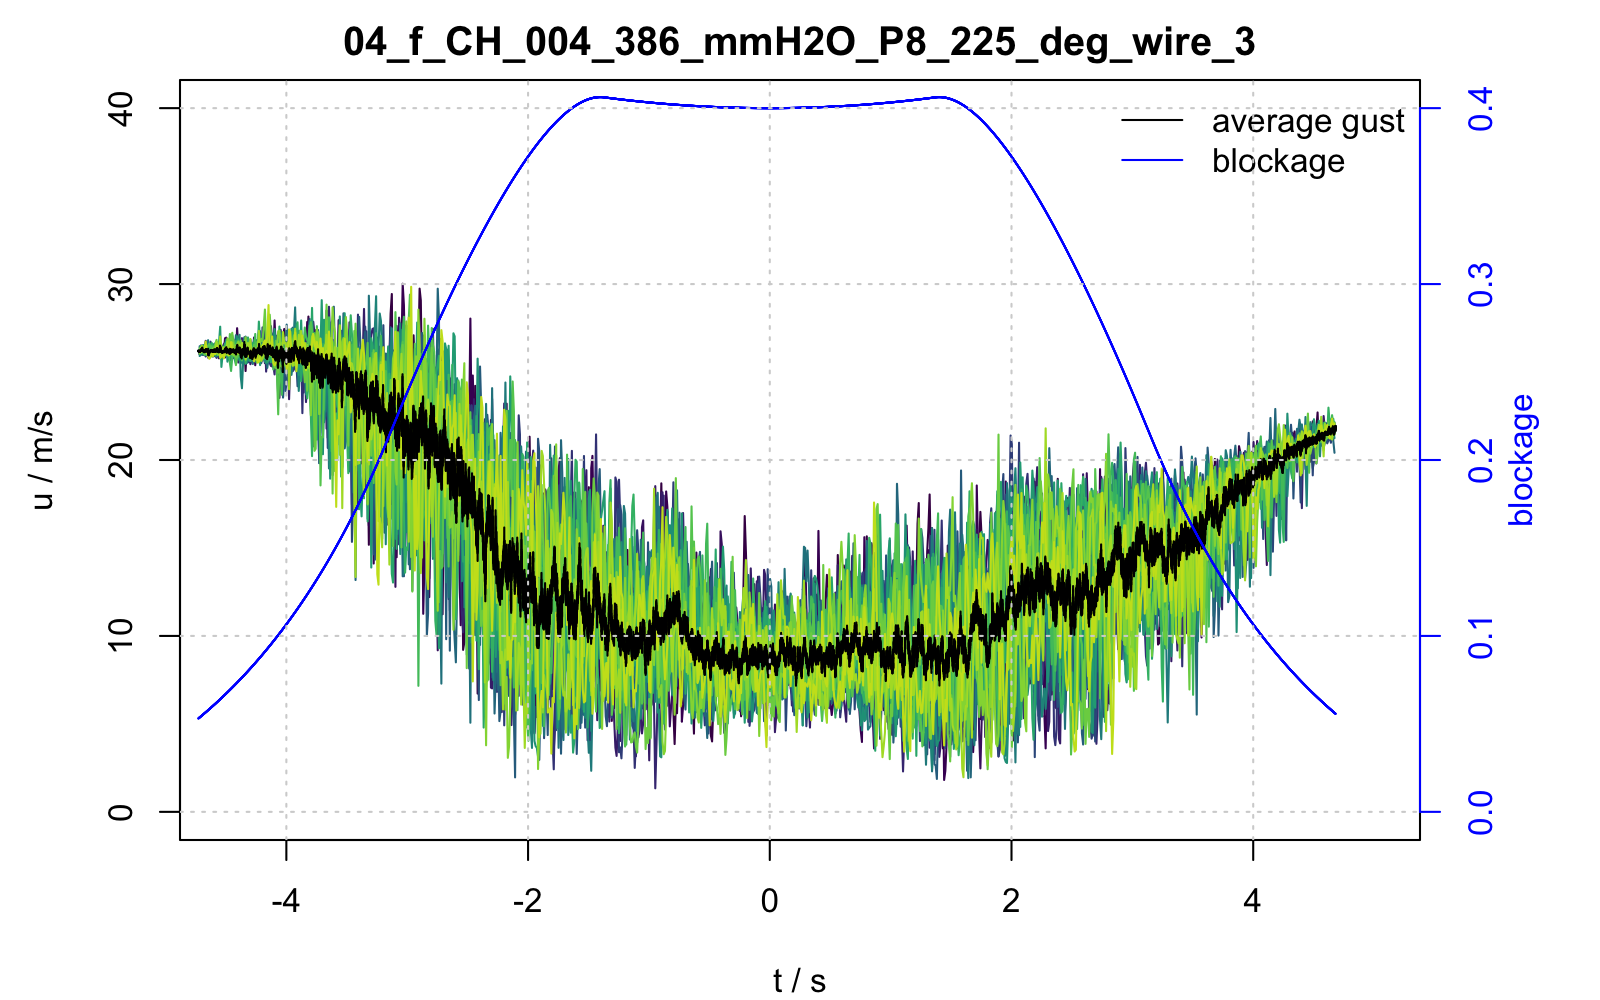 04_f_CH_004_386_mmH2O_P8_225_deg_wire_3
average gust
blockage
40
30
20
10
0
u / m/s
0.4
0.3
0.2
0.1
0.0
blockage
-4
-2
0
2
4
t / s